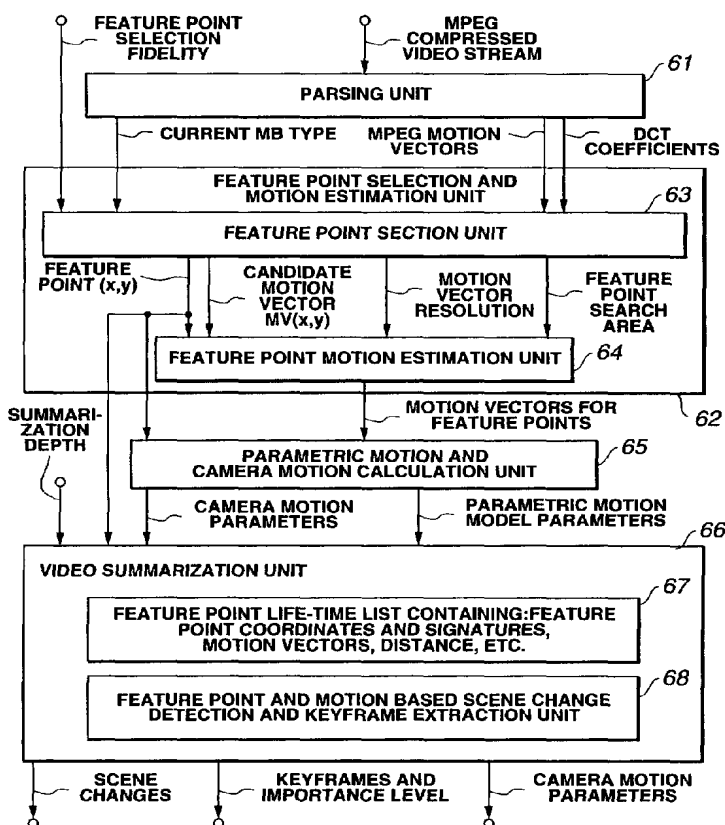 FEATURE POINT
SELECTION
FIDELITY
MPEG
COMPRESSED
VIDEO STREAM
61
PARSING UNIT
CURRENT MB TYPE
MPEG MOTION
VECTORS
DCT
COEFFICIENTS
FEATURE POINT SELECTION AND
MOTION ESTIMATION UNIT
63
FEATURE POINT SECTION UNIT
FEATURE
POINT (x,y)
CANDIDATE
MOTION
VECTOR
MV(x,y)
MOTION
VECTOR
RESOLUTION
FEATURE
POINT
SEARCH
AREA
FEATURE POINT MOTION ESTIMATION UNIT
64
62
SUMMARI-
ZATION
DEPTH
MOTION VECTORS FOR
FEATURE POINTS
65
PARAMETRIC MOTION AND
CAMERA MOTION CALCULATION UNIT
CAMERA MOTION
PARAMETERS
PARAMETRIC MOTION
MODEL PARAMETERS
66
VIDEO SUMMARIZATION UNIT
67
FEATURE POINT LIFE-TIME LIST CONTAINING:FEATURE
POINT COORDINATES AND SIGNATURES,
MOTION VECTORS, DISTANCE, ETC.
68
FEATURE POINT AND MOTION BASED SCENE CHANGE
DETECTION AND KEYFRAME EXTRACTION UNIT
SCENE
CHANGES
KEYFRAMES AND
IMPORTANCE LEVEL
CAMERA MOTION
PARAMETERS